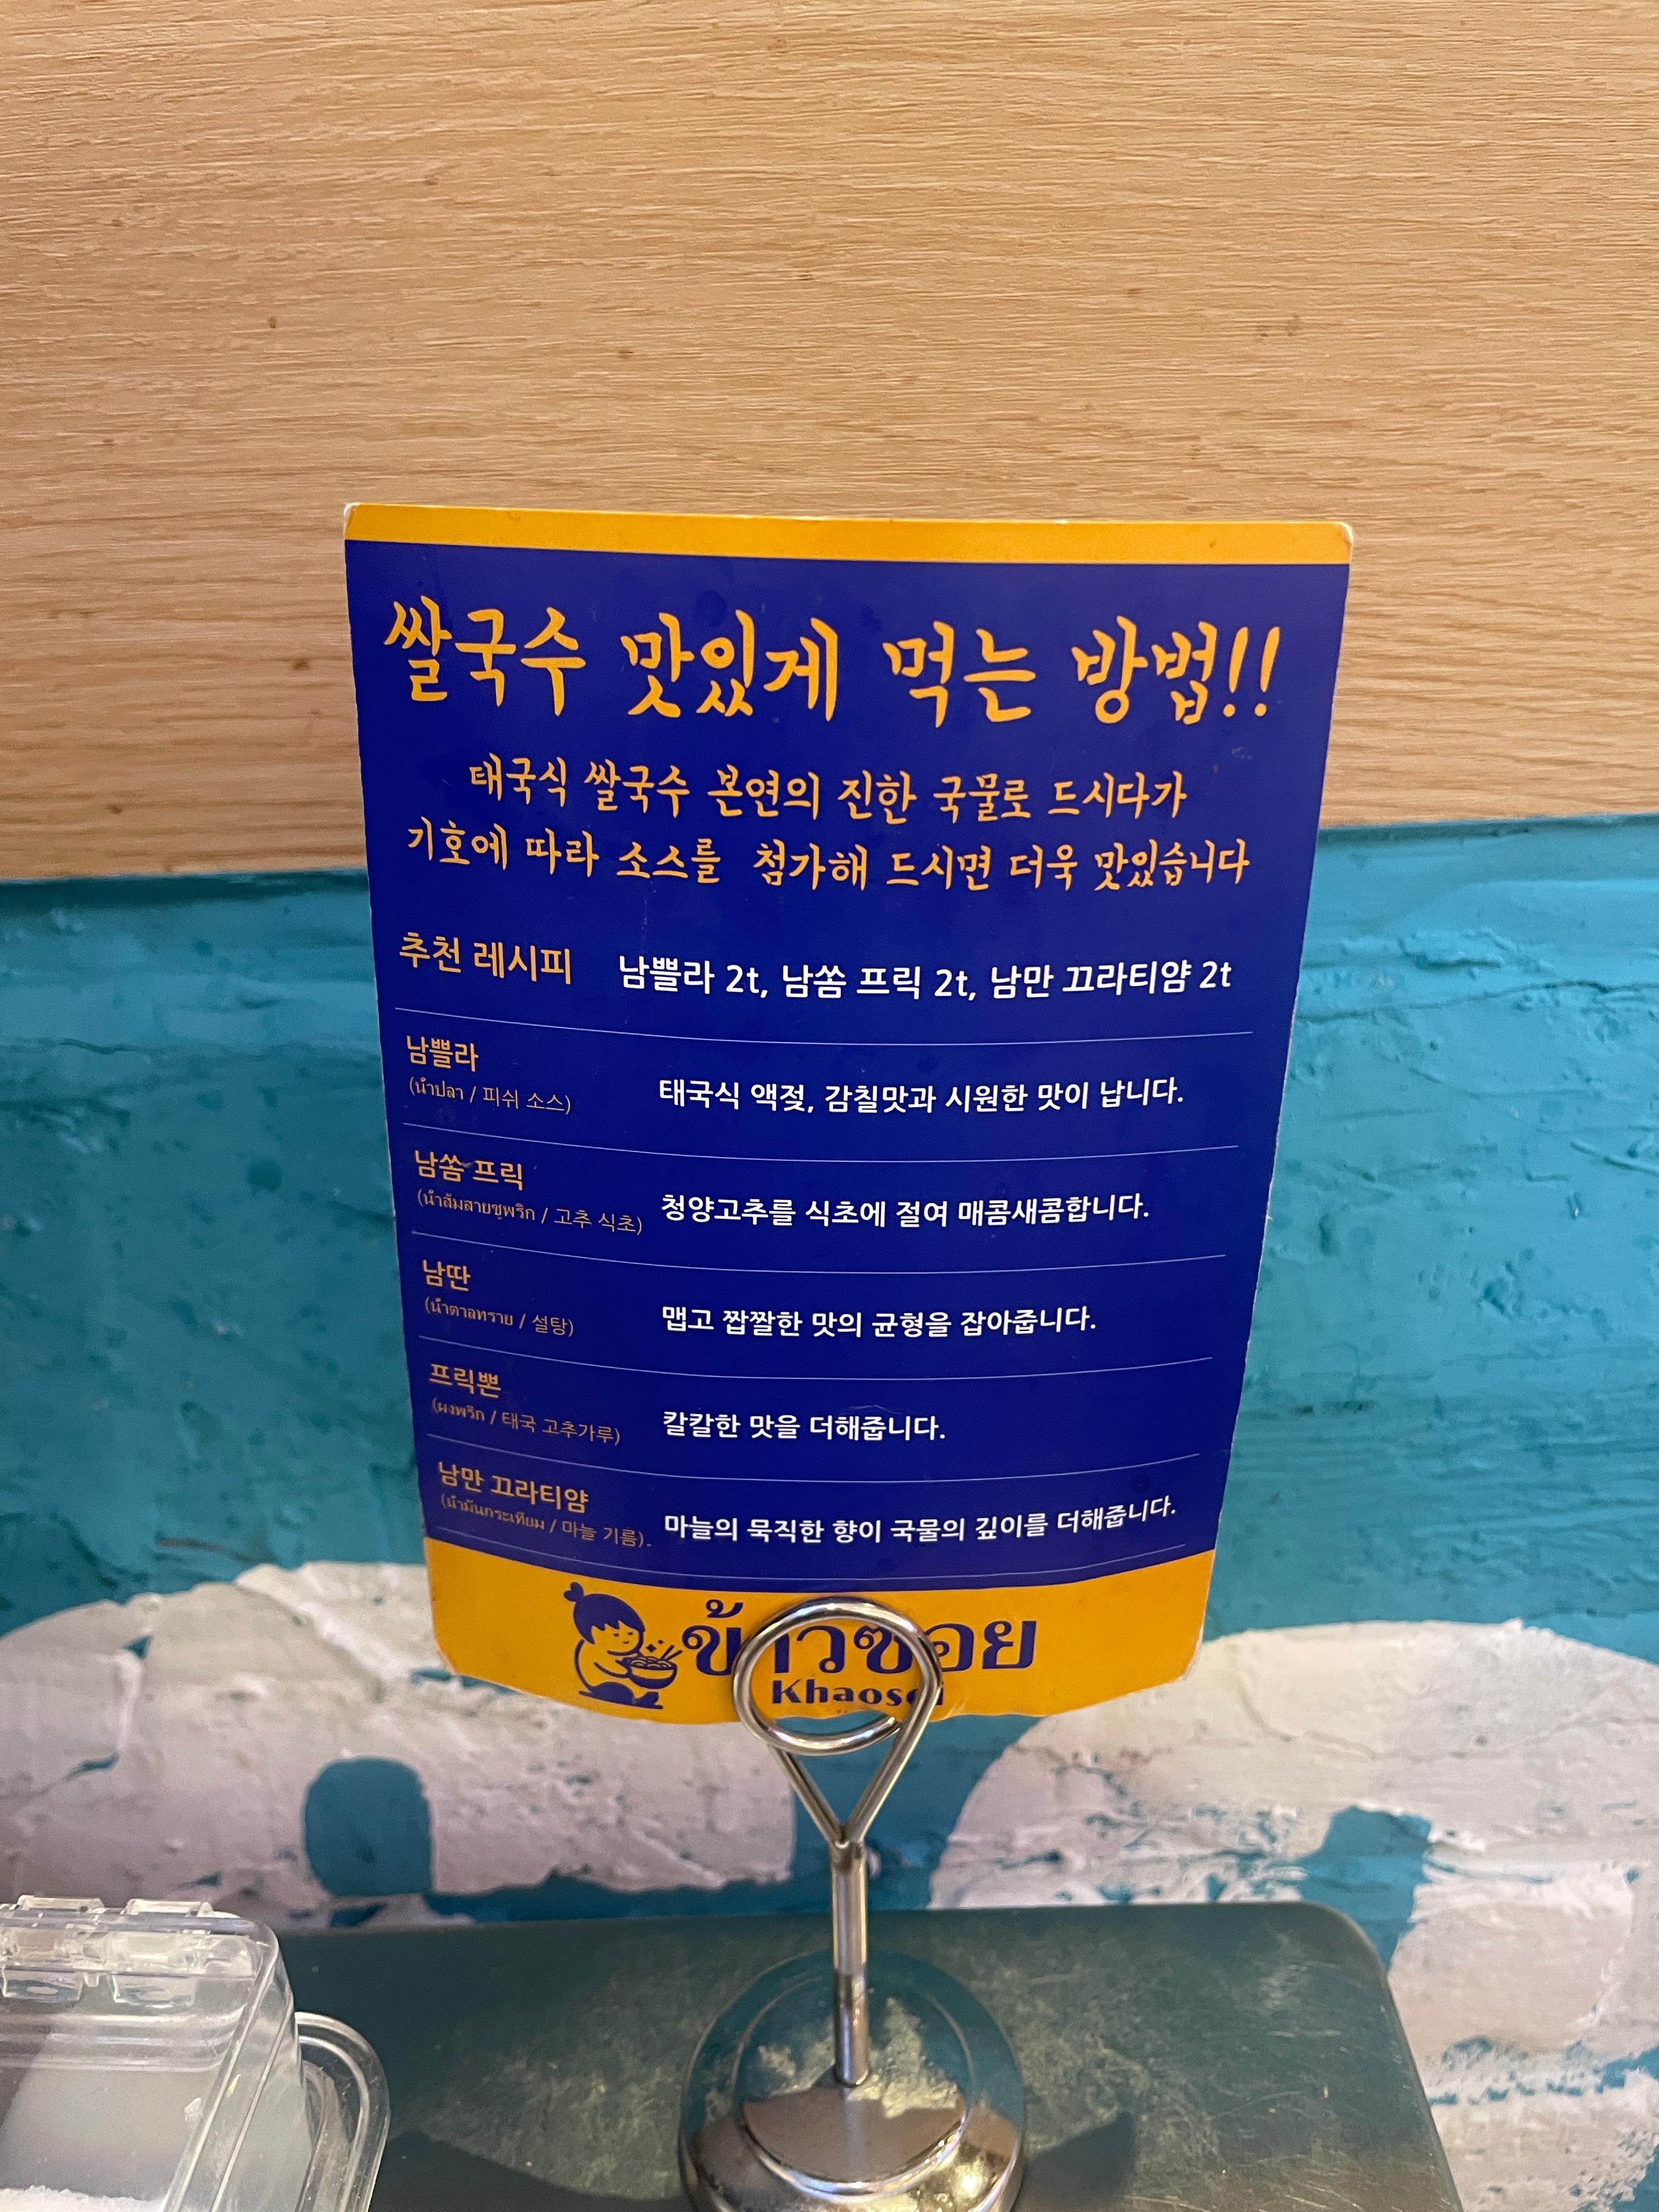 쌀국수 맛있게 먹는 방법!!
태국식 쌀국수 본연의 진한 국물로 드시다가
기호에 따라 소스를 첨가해 드시면 더욱 맛있습니다
추천 레시피 남쁠라 2t, 남쏨 프릭 2t, 남만 끄라티얌 2t
남쁠라
(น้ำปลา / 피쉬 소스) 태국식 액젖, 감칠맛과 시원한 맛이 납니다.
남쏨 프릭
(น้ำส้มสายชูพริก / 고추 식초) 청양고추를 식초에 절여 매콤새콤합니다.
남딴
(น้ำตาลทราย / 설탕) 맵고 짭짤한 맛의 균형을 잡아줍니다.
프릭뽄
(ผงพริก / 태국 고추가루) 칼칼한 맛을 더해줍니다.
남만 끄라티얌
(น้ำมันกระเทียม / 마늘 기름) 마늘의 묵직한 향이 국물의 깊이를 더해줍니다.
ข้าวซอย
Khaosoi